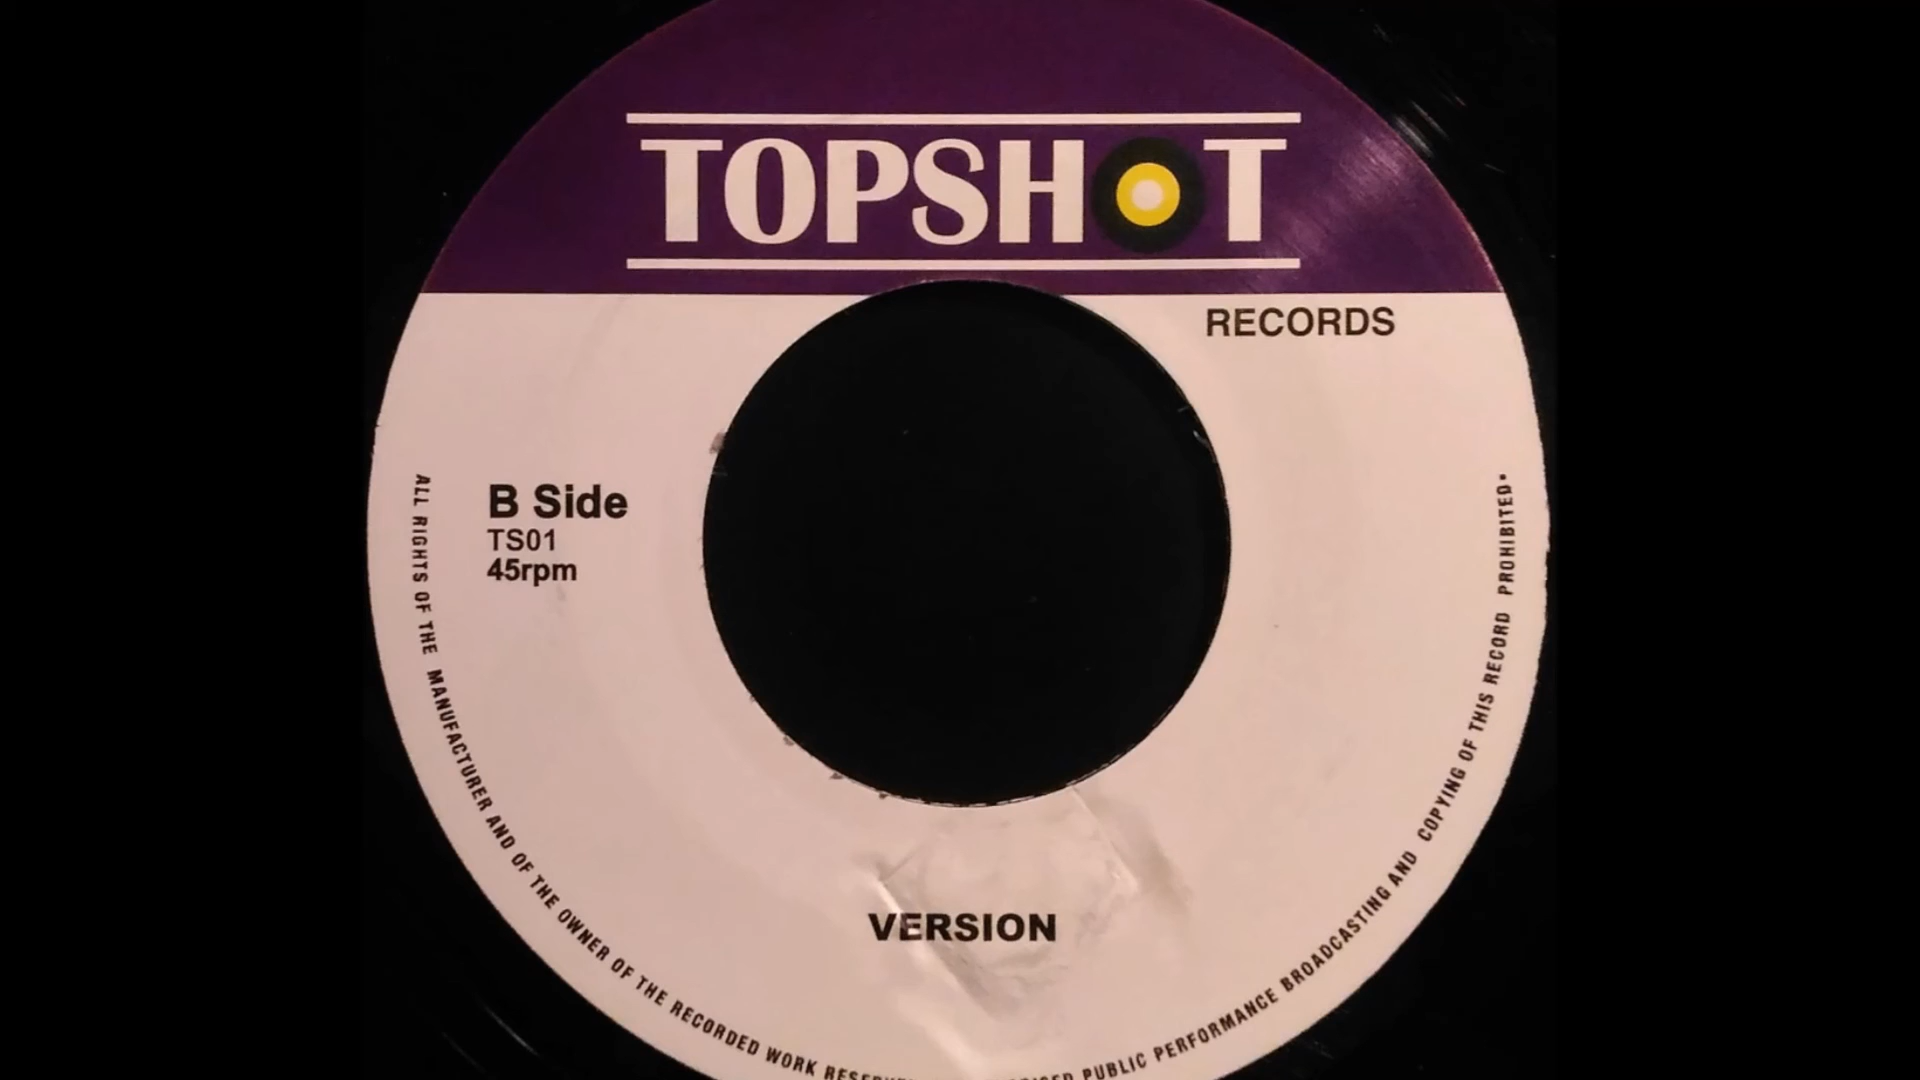 TOPSHOT
RECORDS
B Side
TS01
45rpm
VERSION
ALL RIGHTS OF THE MANUFACTURER AND OF THE OWNER OF THE RECORDED WORK PUBLIC PERFORMANCE BROADCASTING AND COPYING OF THIS RECORD PROHIBITED•